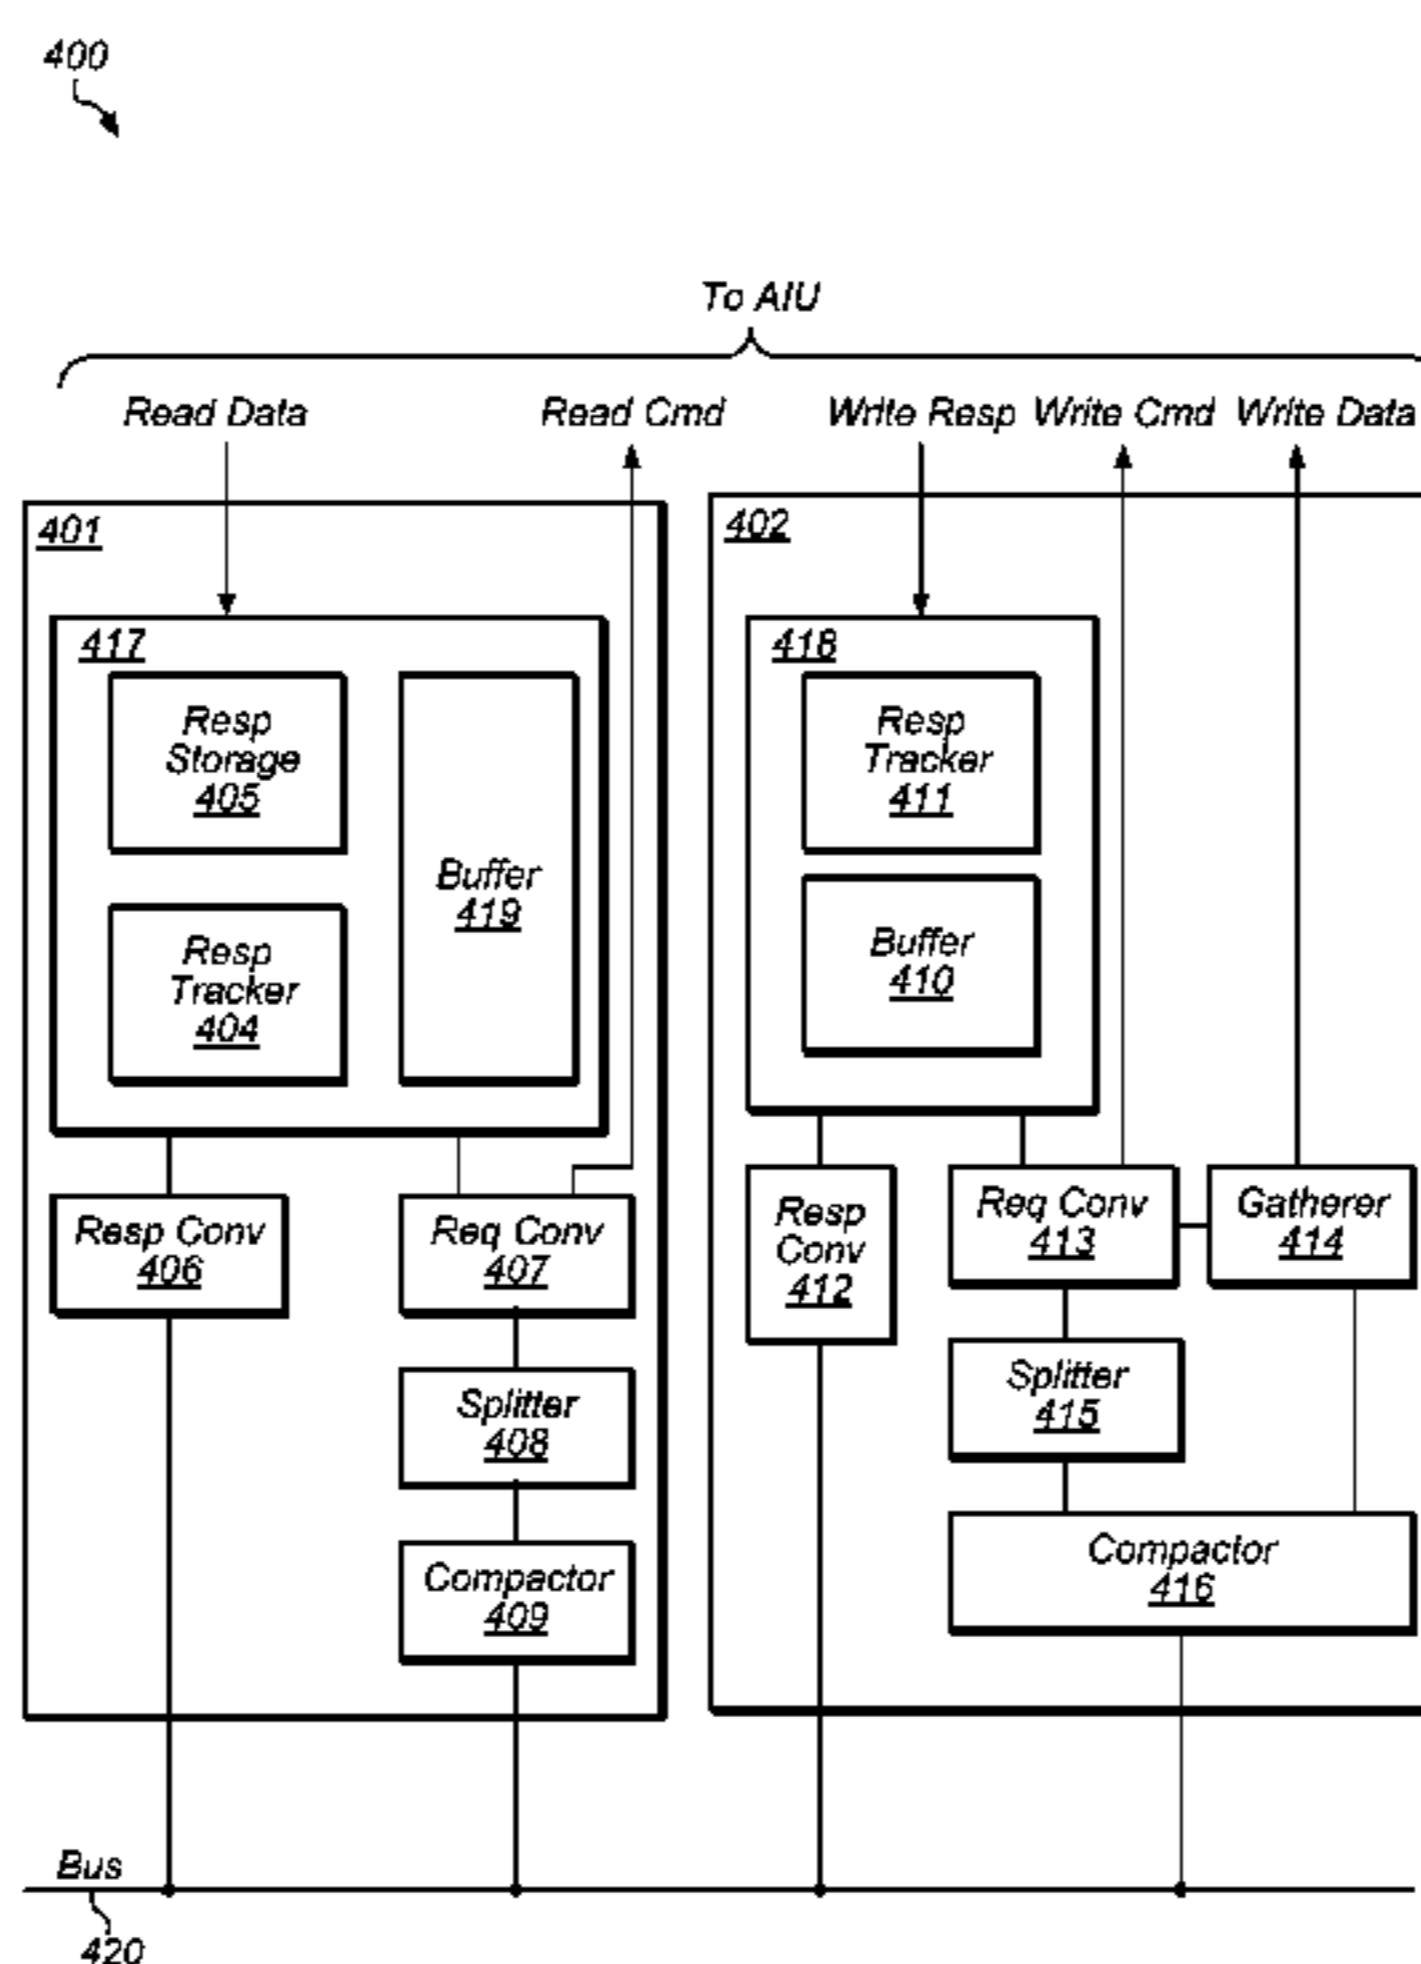 400
To AIU
Read Data
Read Cmd
Write Resp
Write Cmd
Write Data
401
417
Resp
Storage
405
Resp
Tracker
404
Buffer
419
Resp Conv
406
Req Conv
407
Splitter
408
Compactor
409
402
418
Resp
Tracker
411
Buffer
410
Resp
Conv
412
Req Conv
413
Gatherer
414
Splitter
415
Compactor
416
Bus
420